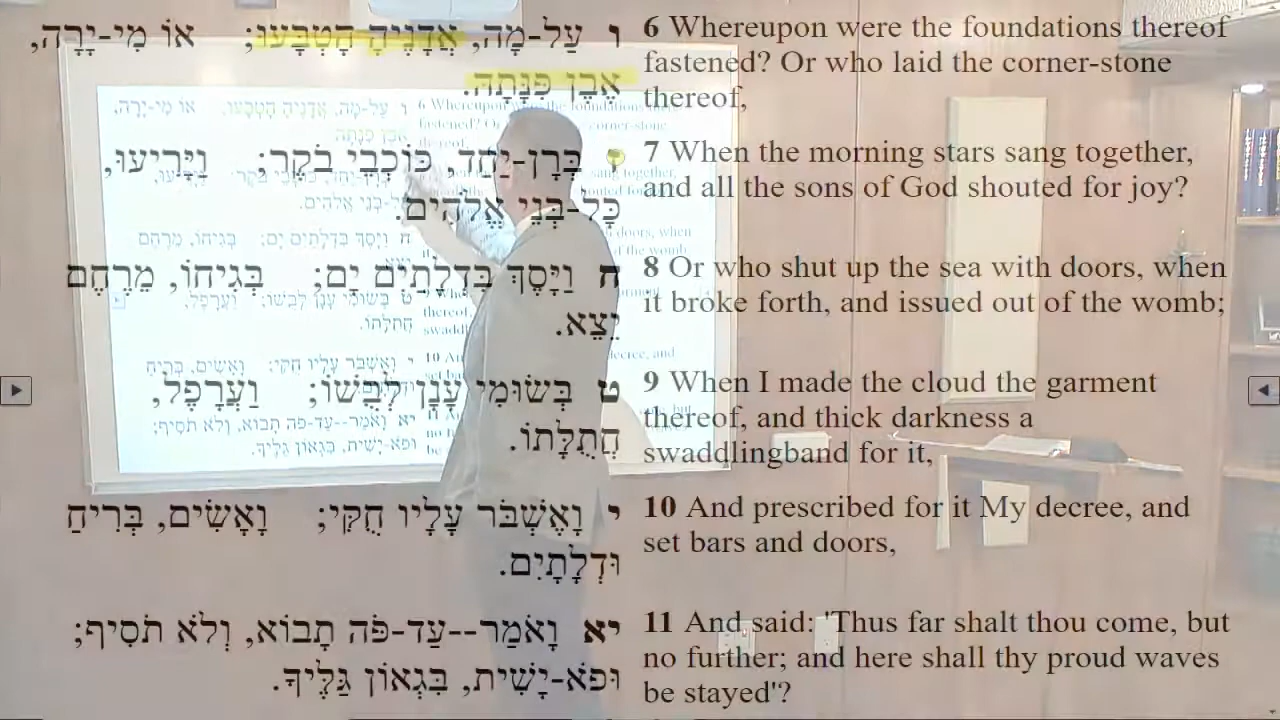 ו עַל-מָה, אֲדָנֶיהָ הָטְבָּעוּ; אוֹ מִי-יָרָה,
אֶבֶן פִּנָּתָהּ.
6 Whereupon were the foundations thereof
fastened? Or who laid the corner-stone
thereof,
בְּרָן-יַחַד, כּוֹכְבֵי בֹקֶר; וַיָּרִיעוּ,
כָּל-בְּנֵי אֱלֹהִים.
7 When the morning stars sang together,
and all the sons of God shouted for joy?
ח וַיָּסֶךְ בִּדְלָתַיִם יָם; בְּגִיחוֹ, מֵרֶחֶם
יֵצֵא.
8 Or who shut up the sea with doors, when
it broke forth, and issued out of the womb;
ט בְּשׂוּמִי עָנָן לְבֻשׁוֹ; וַעֲרָפֶל,
חֲתֻלָּתוֹ.
9 When I made the cloud the garment
thereof, and thick darkness a
swaddlingband for it,
י וָאֶשְׁבֹּר עָלָיו חֻקִּי; וָאָשִׂים, בְּרִיחַ
וּדְלָתָיִם.
10 And prescribed for it My decree, and
set bars and doors,
יא וָאֹמַר--עַד-פֹּה תָבוֹא, וְלֹא תֹסִיף;
וּפֹא-יָשִׁית, בִּגְאוֹן גַּלֶּיךָ.
11 And said: 'Thus far shalt thou come, but
no further; and here shall thy proud waves
be stayed'?